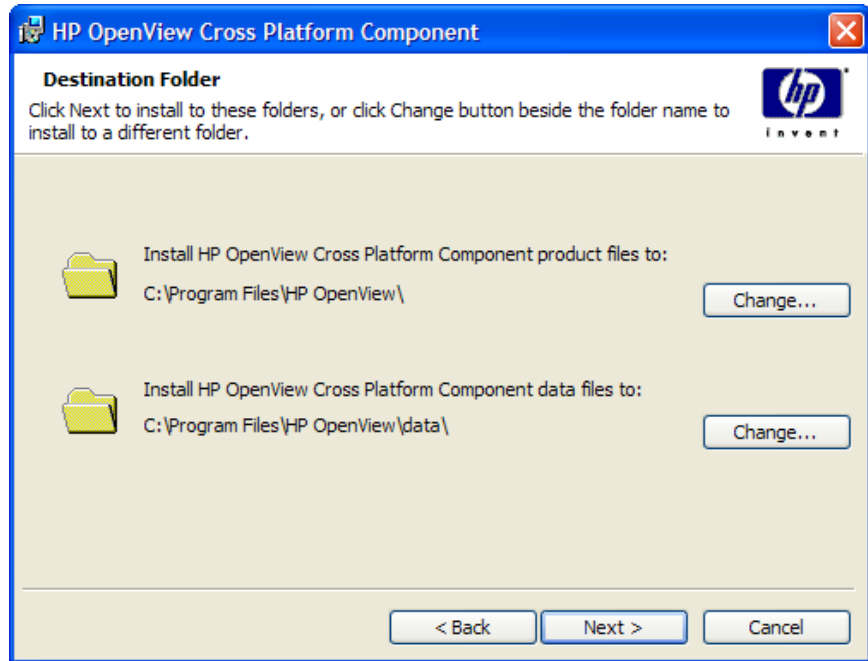 HP OpenView Cross Platform Component
Destination Folder
Click Next to install to these folders, or click Change button beside the folder name to
install to a different folder.
hp
invent
Install HP OpenView Cross Platform Component product files to:
C:\Program Files\HP OpenView\
Change...
Install HP OpenView Cross Platform Component data files to:
C:\Program Files\HP OpenView\data\
Change...
< Back
Next >
Cancel